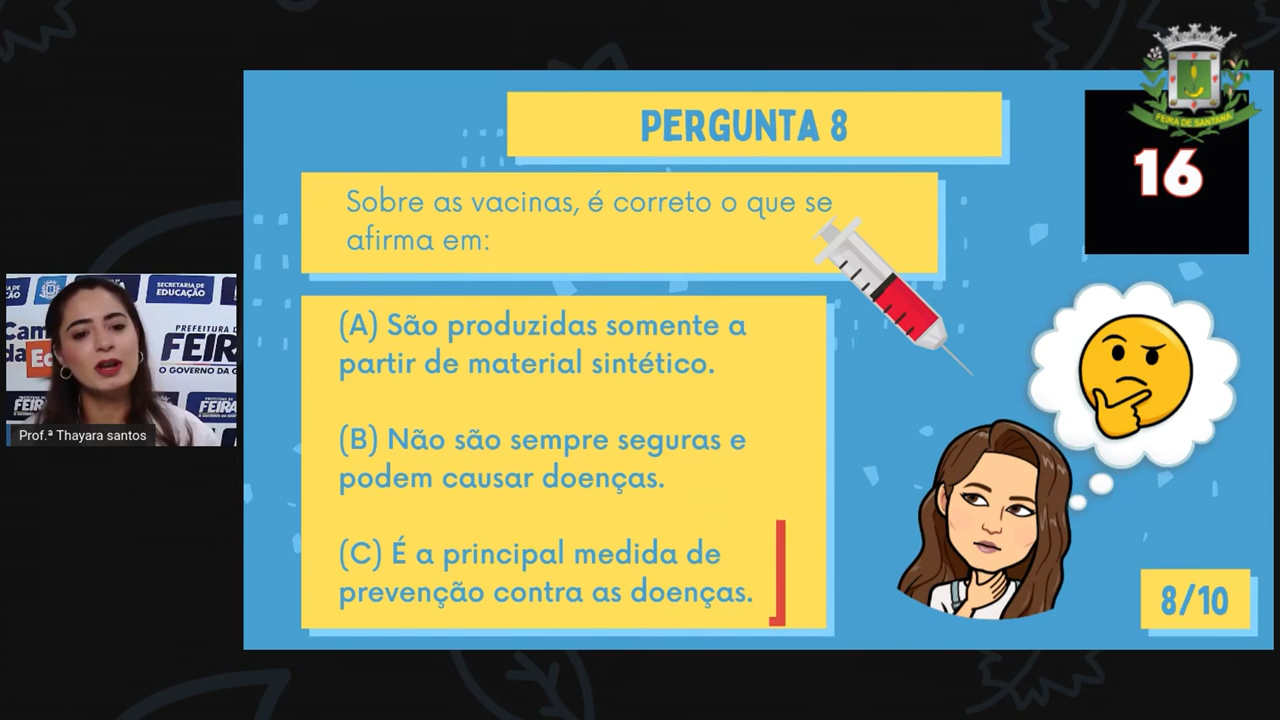 FEIRA DE SANTANA
PERGUNTA 8
16
Sobre as vacinas, é correto o que se
afirma em:
(A) São produzidas somente a
partir de material sintético.
(B) Não são sempre seguras e
podem causar doenças.
(C) É a principal medida de
prevenção contra as doenças.
8/10
SECRETARIA DE
EDUCAÇÃO
PREFEITURA D
FEIR
O GOVERNO DA
Prof.ª Thayara santos